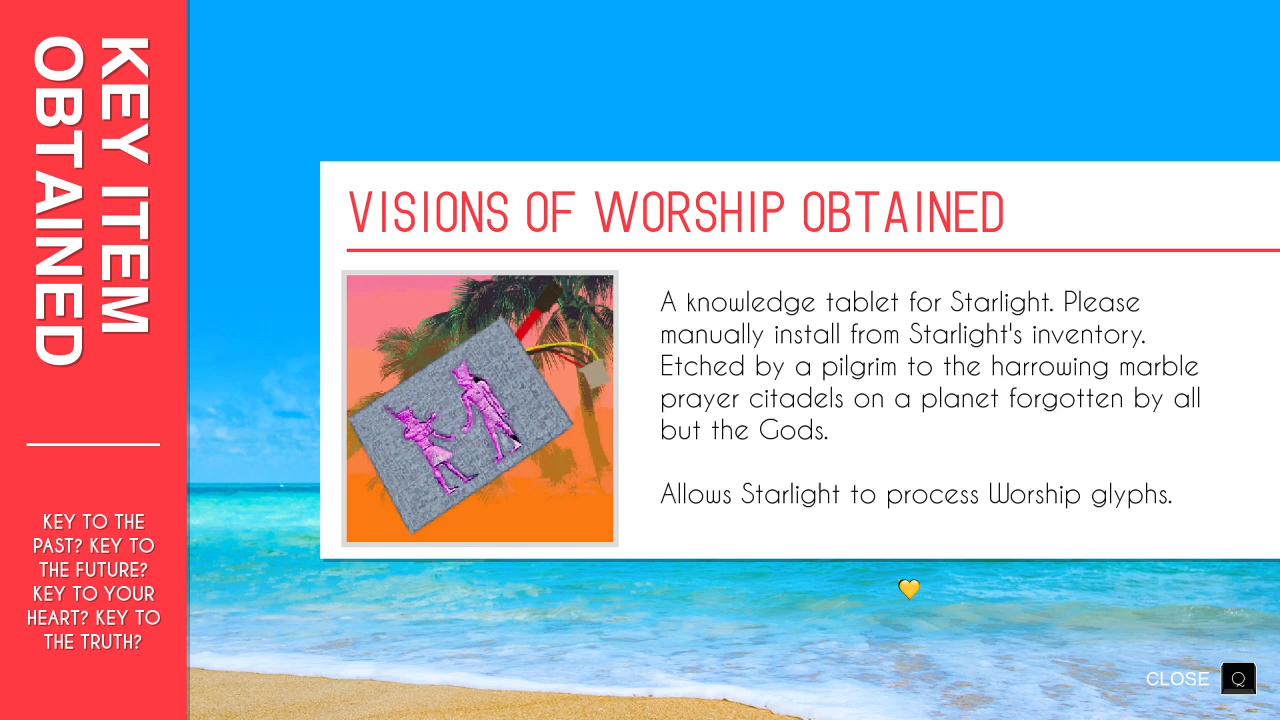 KEY ITEM
OBTAINED
KEY TO THE
PAST? KEY TO
THE FUTURE?
KEY TO YOUR
HEART? KEY TO
THE TRUTH?
VISIONS OF WORSHIP OBTAINED
A knowledge tablet for Starlight. Please
manually install from Starlight's inventory.
Etched by a pilgrim to the harrowing marble
prayer citadels on a planet forgotten by all
but the Gods.
Allows Starlight to process Worship glyphs.
CLOSE Q